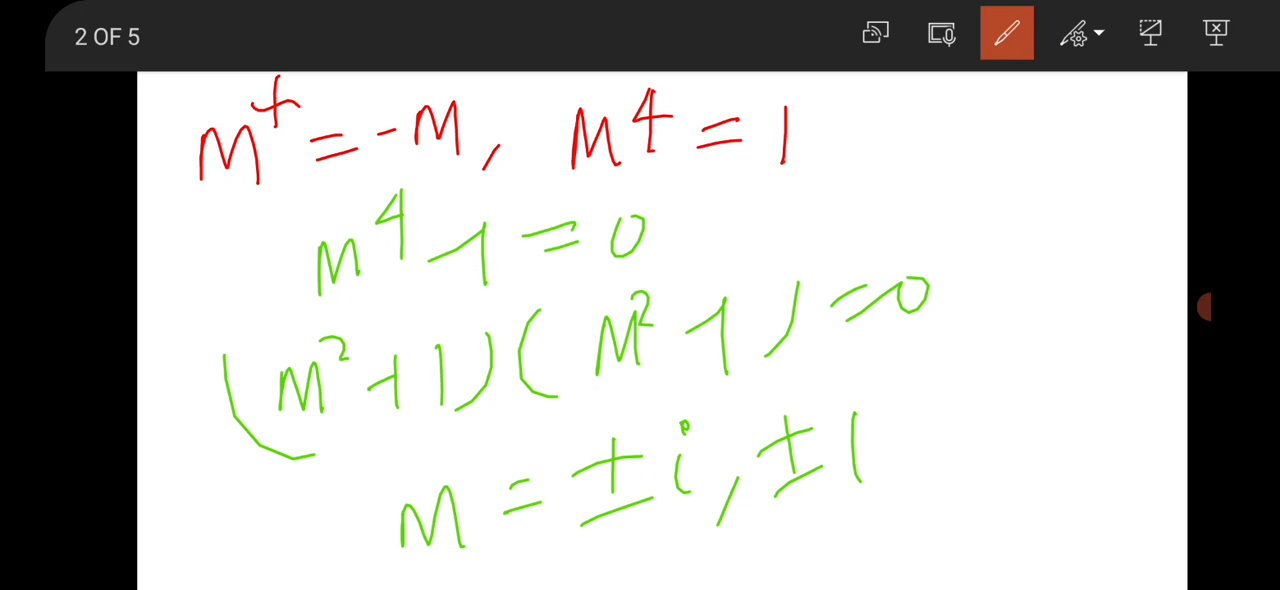 2 OF 5
M^† = -M, M^4 = 1
M^4 - 1 = 0
(M^2 + 1)(M^2 - 1) = 0
M = ± i, ± 1